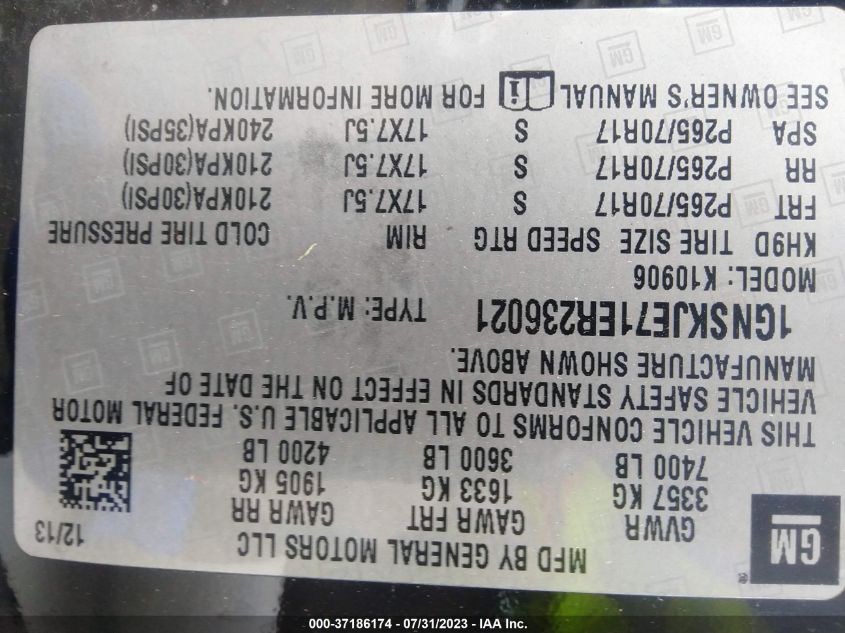 GM
MFD BY GENERAL MOTORS LLC 12/13
GVWR GAWR FRT GAWR RR
3357 KG 1633 KG 1905 KG
7400 LB 3600 LB 4200 LB
THIS VEHICLE CONFORMS TO ALL APPLICABLE U.S. FEDERAL MOTOR
VEHICLE SAFETY STANDARDS IN EFFECT ON THE DATE OF
MANUFACTURE SHOWN ABOVE.
1GNSKJE71ER236021 TYPE: M.P.V.
MODEL: K10906
KH9D TIRE SIZE SPEED RTG RIM COLD TIRE PRESSURE
FRT P265/70R17 S 17X7.5J 210KPA(30PSI)
RR P265/70R17 S 17X7.5J 210KPA(30PSI)
SPA P265/70R17 S 17X7.5J 240KPA(35PSI)
SEE OWNER'S MANUAL i FOR MORE INFORMATION.
000-37186174 - 07/31/2023 - IAA Inc.